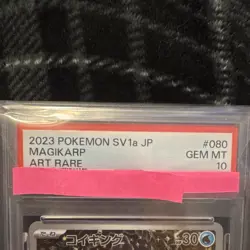 2023 POKEMON SV1a JP #080
MAGIKARP GEM MT
ART RARE 10
コイキング 30